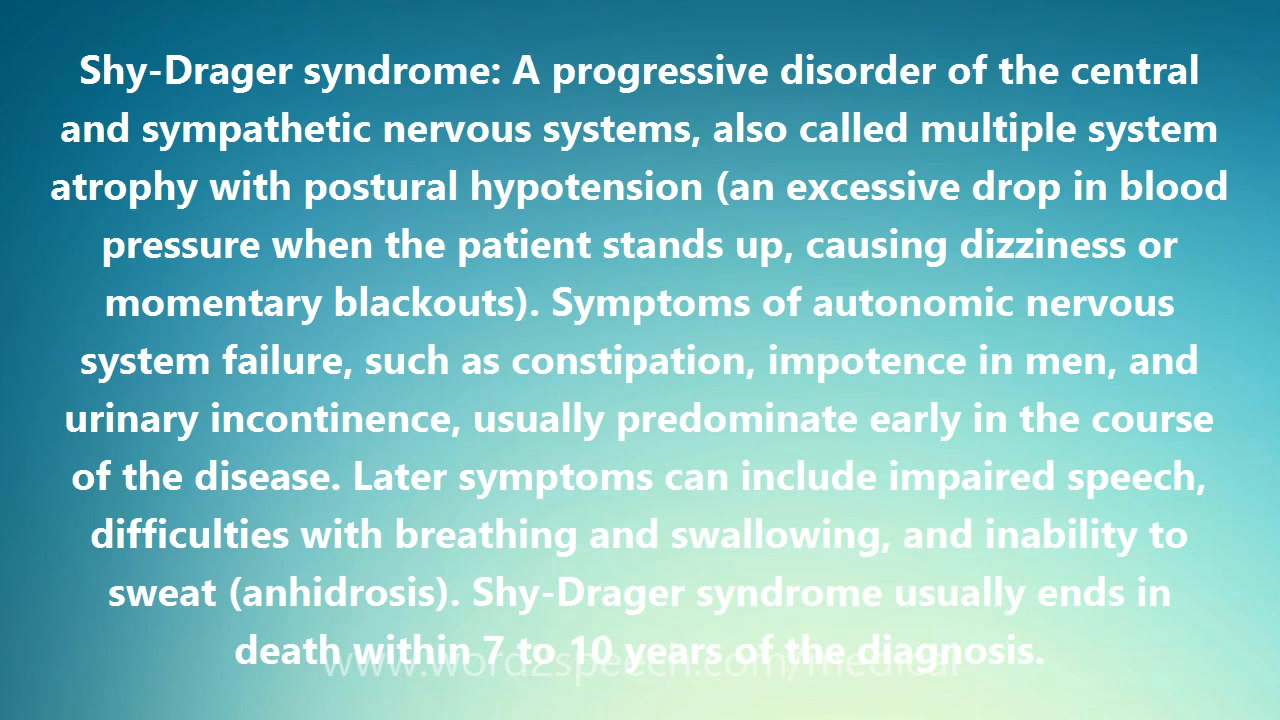 Shy-Drager syndrome: A progressive disorder of the central
and sympathetic nervous systems, also called multiple system
atrophy with postural hypotension (an excessive drop in blood
pressure when the patient stands up, causing dizziness or
momentary blackouts). Symptoms of autonomic nervous
system failure, such as constipation, impotence in men, and
urinary incontinence, usually predominate early in the course
of the disease. Later symptoms can include impaired speech,
difficulties with breathing and swallowing, and inability to
sweat (anhidrosis). Shy-Drager syndrome usually ends in
death within 7 to 10 years of the diagnosis.
www.word2speech.com/medical